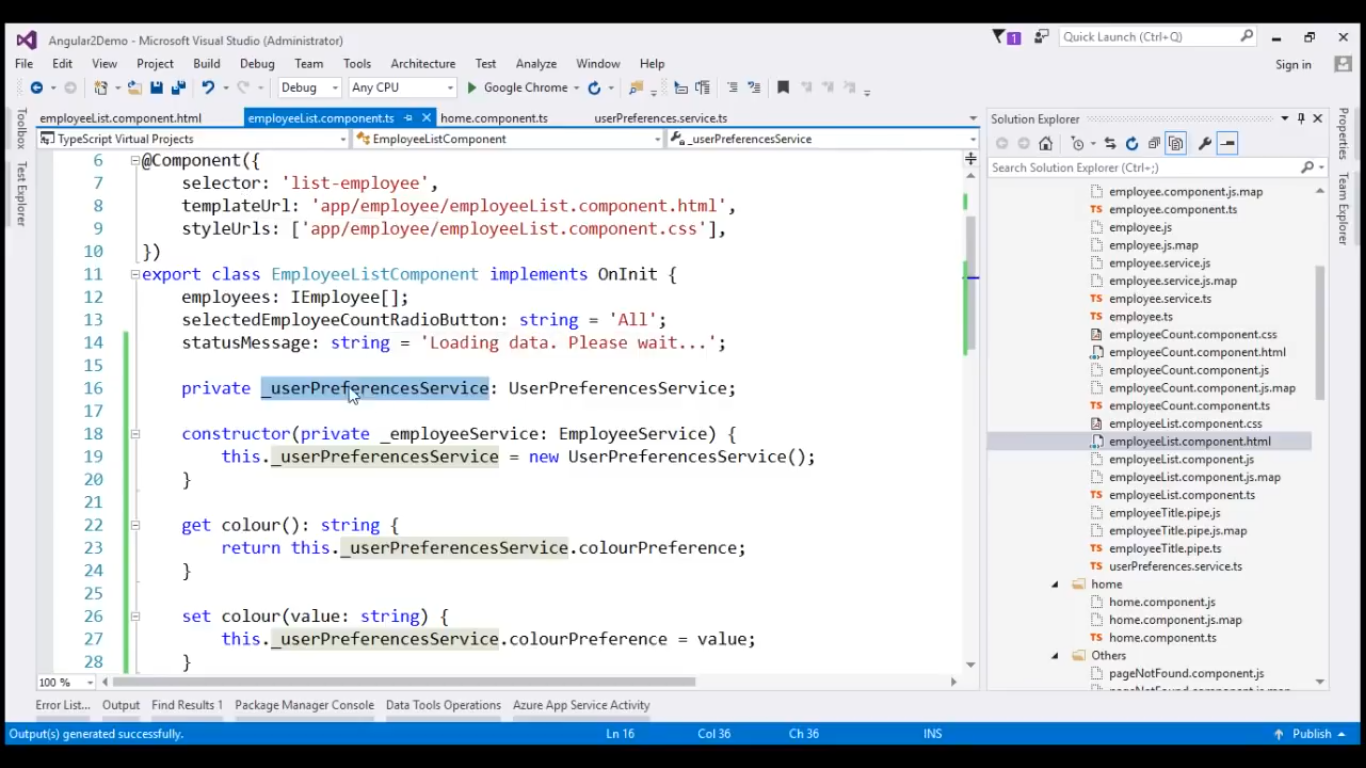 Angular2Demo - Microsoft Visual Studio (Administrator)
1
Quick Launch (Ctrl+Q)
File Edit View Project Build Debug Team Tools Architecture Test Analyze Window Help
Sign in
Debug Any CPU Google Chrome
Toolbox
Test Explorer
employeeList.component.html employeeList.component.ts home.component.ts userPreferences.service.ts
TypeScript Virtual Projects EmployeeListComponent _userPreferencesService
6 @Component({
7 selector: 'list-employee',
8 templateUrl: 'app/employee/employeeList.component.html',
9 styleUrls: ['app/employee/employeeList.component.css'],
10 })
11 export class EmployeeListComponent implements OnInit {
12 employees: IEmployee[];
13 selectedEmployeeCountRadioButton: string = 'All';
14 statusMessage: string = 'Loading data. Please wait...';
15
16 private _userPreferencesService: UserPreferencesService;
17
18 constructor(private _employeeService: EmployeeService) {
19 this._userPreferencesService = new UserPreferencesService();
20 }
21
22 get colour(): string {
23 return this._userPreferencesService.colourPreference;
24 }
25
26 set colour(value: string) {
27 this._userPreferencesService.colourPreference = value;
28 }
100 %
Solution Explorer
Search Solution Explorer (Ctrl+;)
employee.component.js.map
TS employee.component.ts
employee.js
employee.js.map
employee.service.js
employee.service.js.map
TS employee.service.ts
TS employee.ts
employeeCount.component.css
employeeCount.component.html
employeeCount.component.js
employeeCount.component.js.map
TS employeeCount.component.ts
employeeList.component.css
employeeList.component.html
employeeList.component.js
employeeList.component.js.map
TS employeeList.component.ts
employeeTitle.pipe.js
employeeTitle.pipe.js.map
TS employeeTitle.pipe.ts
TS userPreferences.service.ts
home
home.component.js
home.component.js.map
TS home.component.ts
Others
pageNotFound.component.js
Properties
Team Explorer
Error List... Output Find Results 1 Package Manager Console Data Tools Operations Azure App Service Activity
Output(s) generated successfully. Ln 16 Col 36 Ch 36 INS Publish